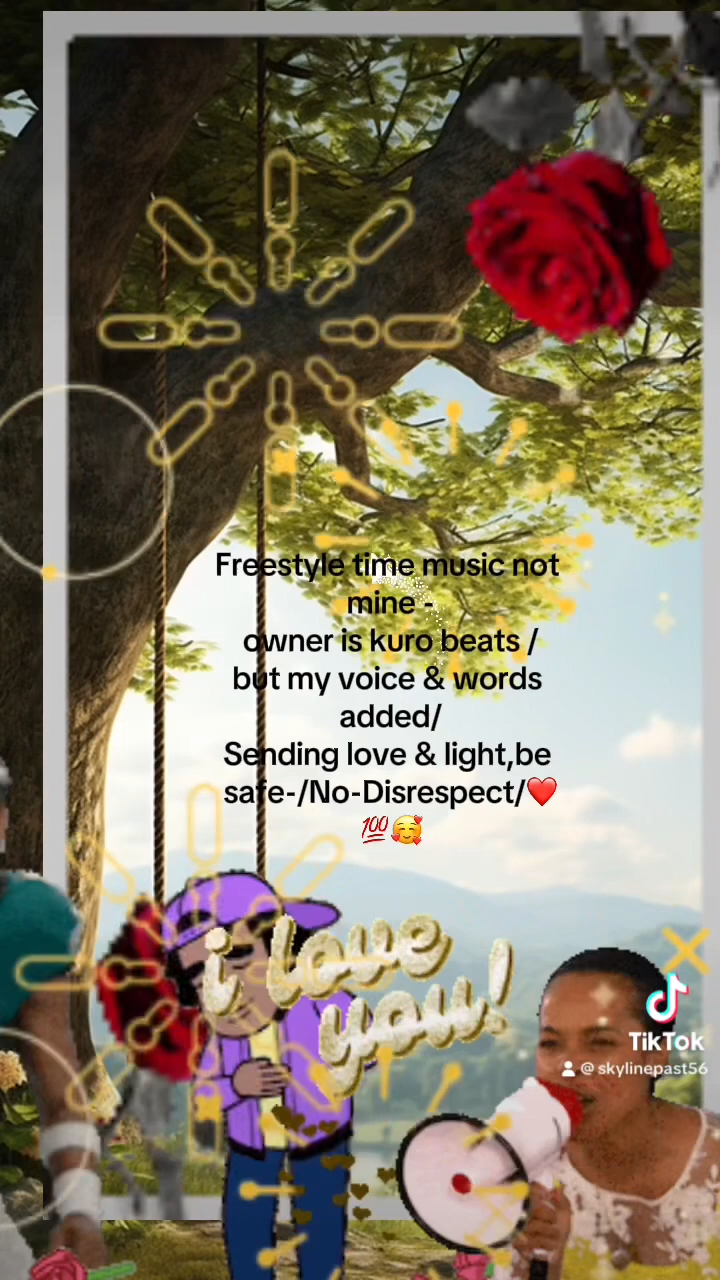 Freestyle time music not
mine -
owner is kuro beats /
but my voice & words
added/
Sending love & light,be
safe-/No-Disrespect/❤️
💯🥰
i love
you!
TikTok
@skylinepast56